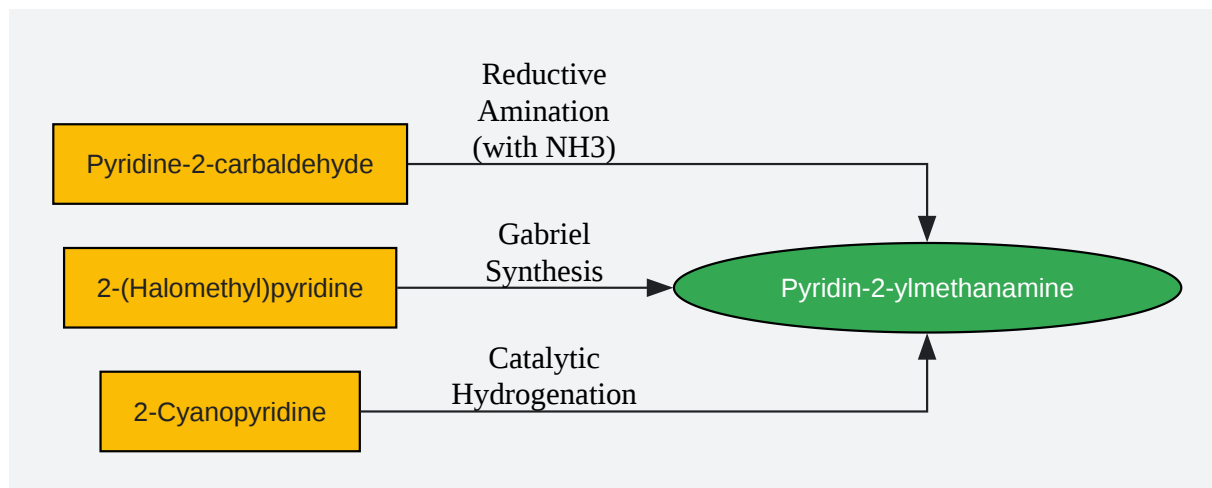 Reductive
Amination
(with NH3)
Pyridine-2-carbaldehyde
Gabriel
Synthesis
2-(Halomethyl)pyridine
Pyridin-2-ylmethanamine
Catalytic
Hydrogenation
2-Cyanopyridine